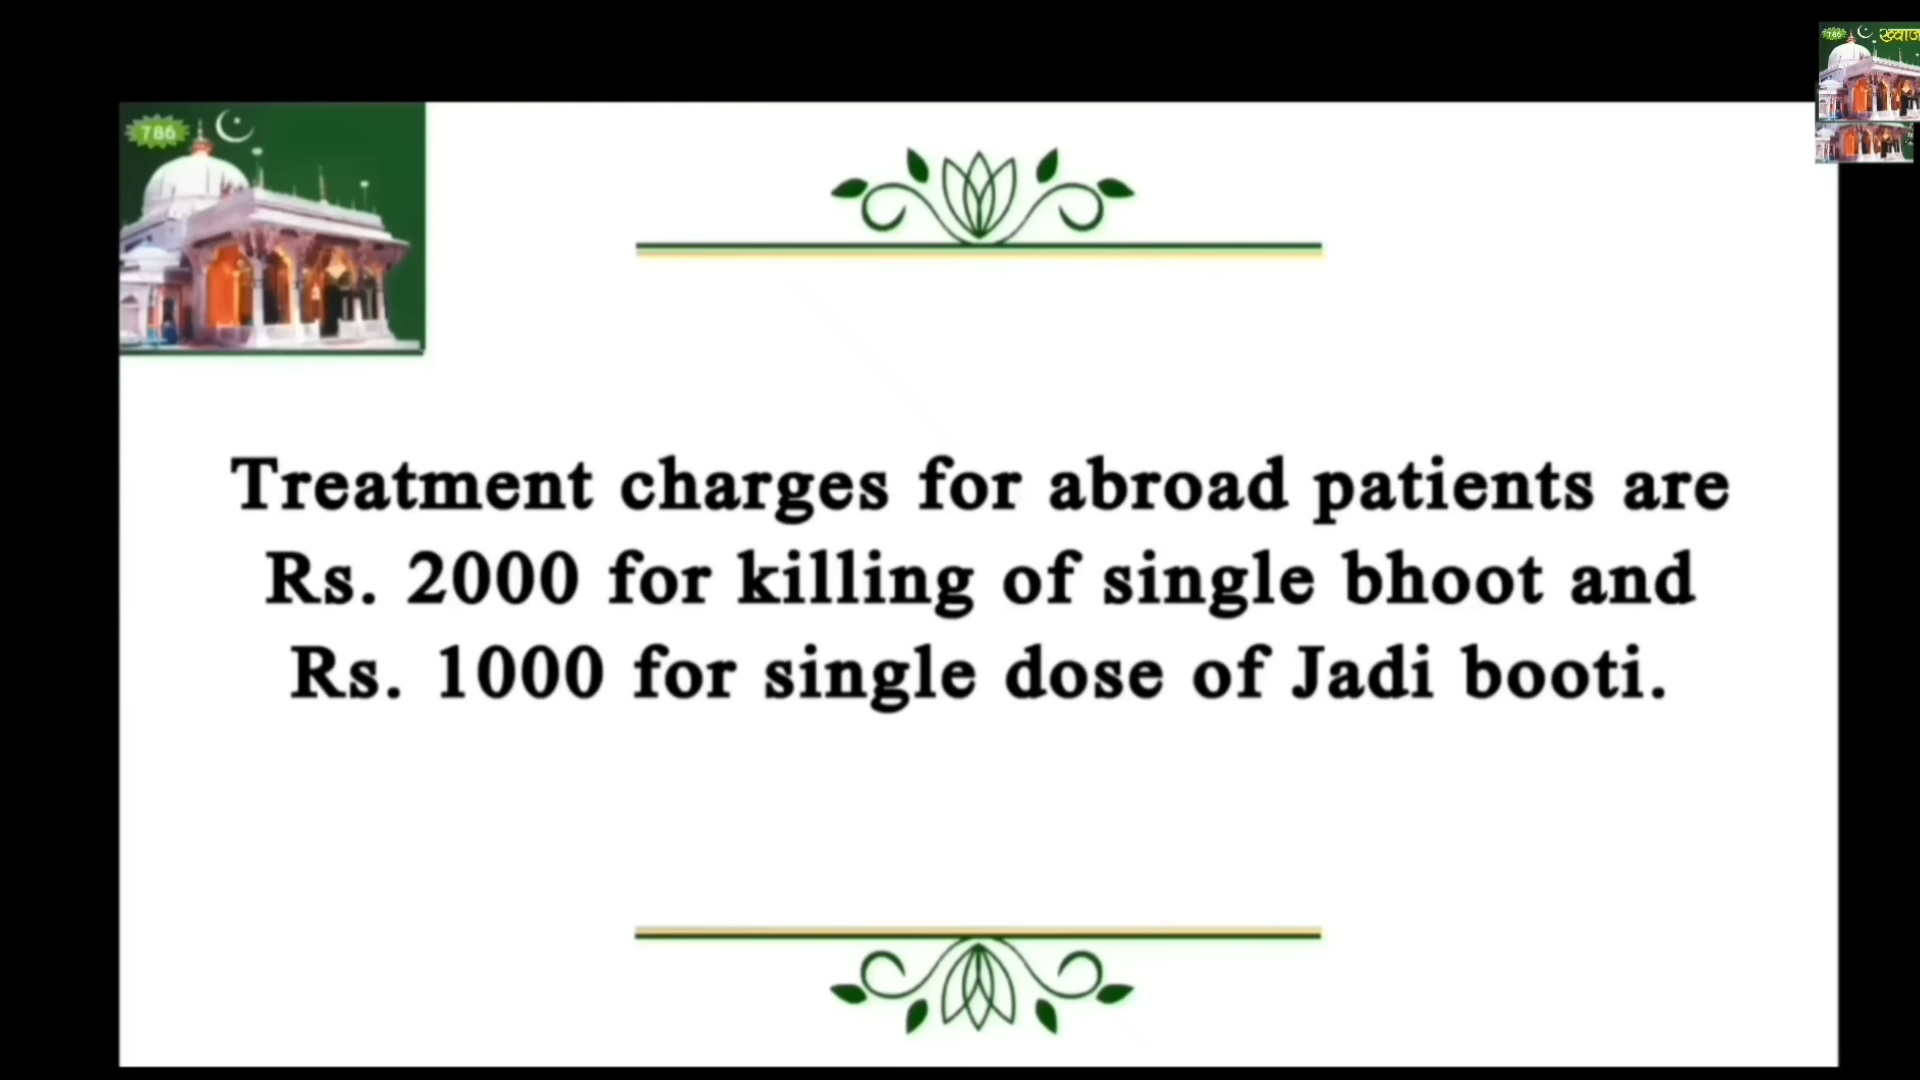 786
786
Treatment charges for abroad patients are
Rs. 2000 for killing of single bhoot and
Rs. 1000 for single dose of Jadi booti.